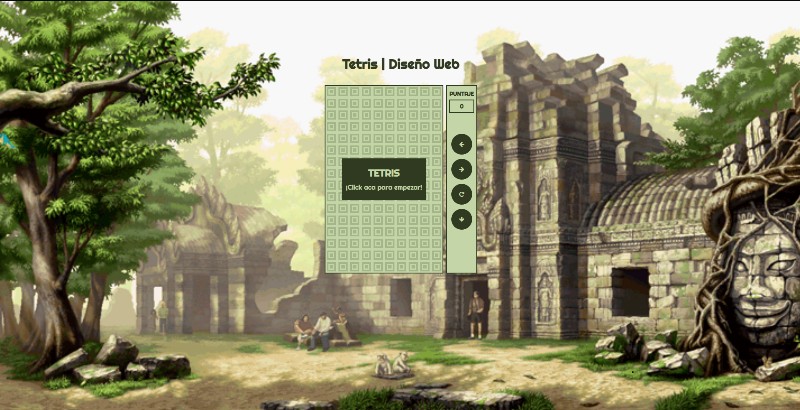 Tetris | Diseño Web
PUNTAJE
0
TETRIS
¡Click aca para empezar!